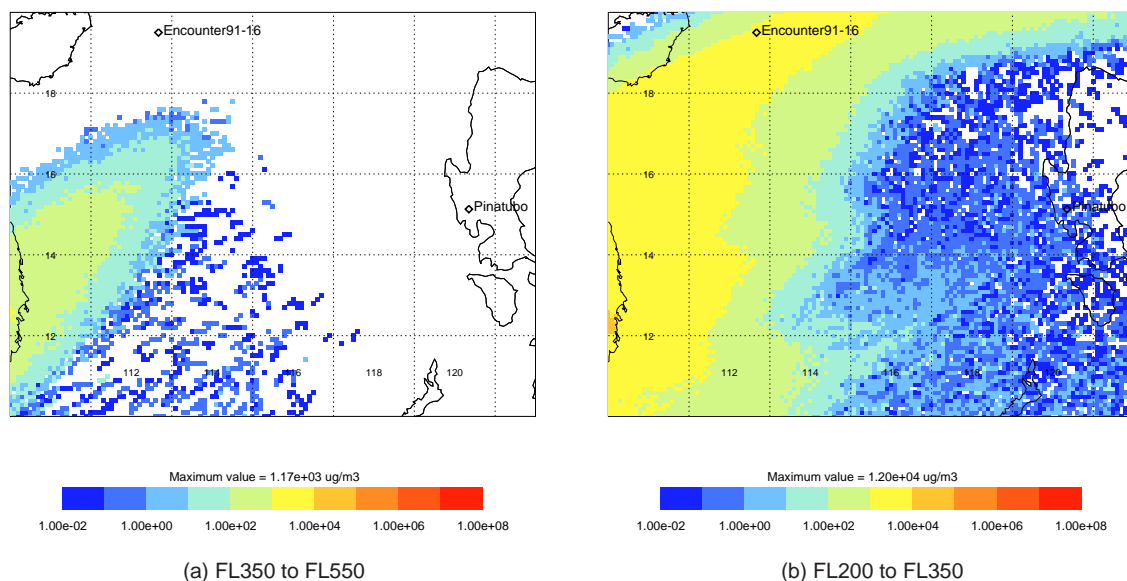 Encounter91-16
18
16
Pinatubo
14
12
112 114 116 118 120
Maximum value = 1.17e+03 ug/m3
1.00e-02 1.00e+00 1.00e+02 1.00e+04 1.00e+06 1.00e+08
(a) FL350 to FL550
Encounter91-16
18
16
Pinatubo
14
12
112 114 116 118 120
Maximum value = 1.20e+04 ug/m3
1.00e-02 1.00e+00 1.00e+02 1.00e+04 1.00e+06 1.00e+08
(b) FL200 to FL350